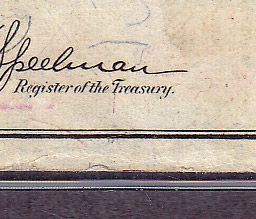 Speelman
Register of the Treasury.